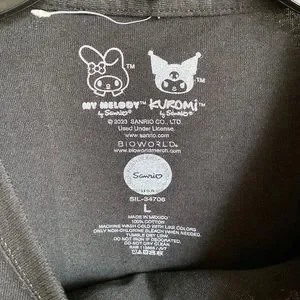 MY MELODY™ KUROMI™
by Sanrio® by Sanrio®
© 2023 SANRIO CO., LTD.
Used Under License.
www.sanrio.com
BIOWORLD®
www.bioworldmerch.com
Sanrio
SIL-34706
L
MADE IN MEXICO
100% COTTON
MACHINE WASH COLD WITH LIKE COLORS
ONLY NON-CHLORINE BLEACH WHEN NEEDED.
TUMBLE DRY LOW
DO NOT IRON IF DECORATED.
DO NOT DRY CLEAN.